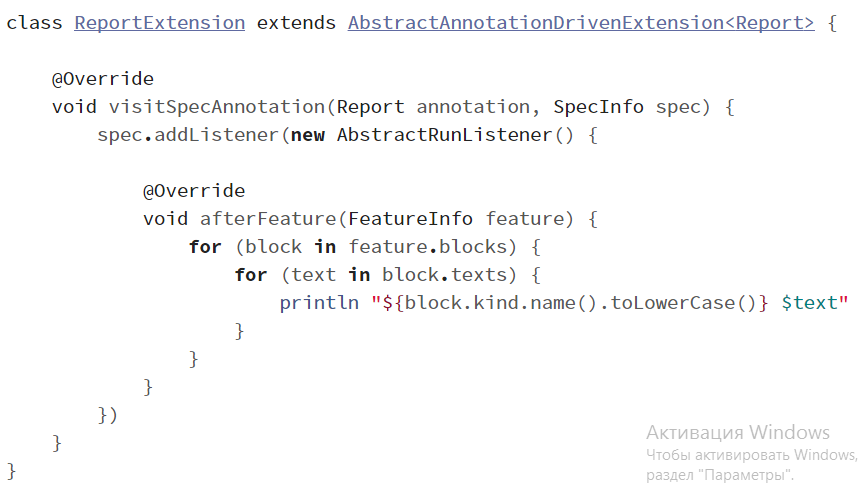 class ReportExtension extends AbstractAnnotationDrivenExtension<Report> {
@Override
void visitSpecAnnotation(Report annotation, SpecInfo spec) {
spec.addListener(new AbstractRunListener() {
@Override
void afterFeature(FeatureInfo feature) {
for (block in feature.blocks) {
for (text in block.texts) {
println "${block.kind.name().toLowerCase()} $text"
}
}
}
})
}
}
Активация Windows
Чтобы активировать Windows,
раздел "Параметры".